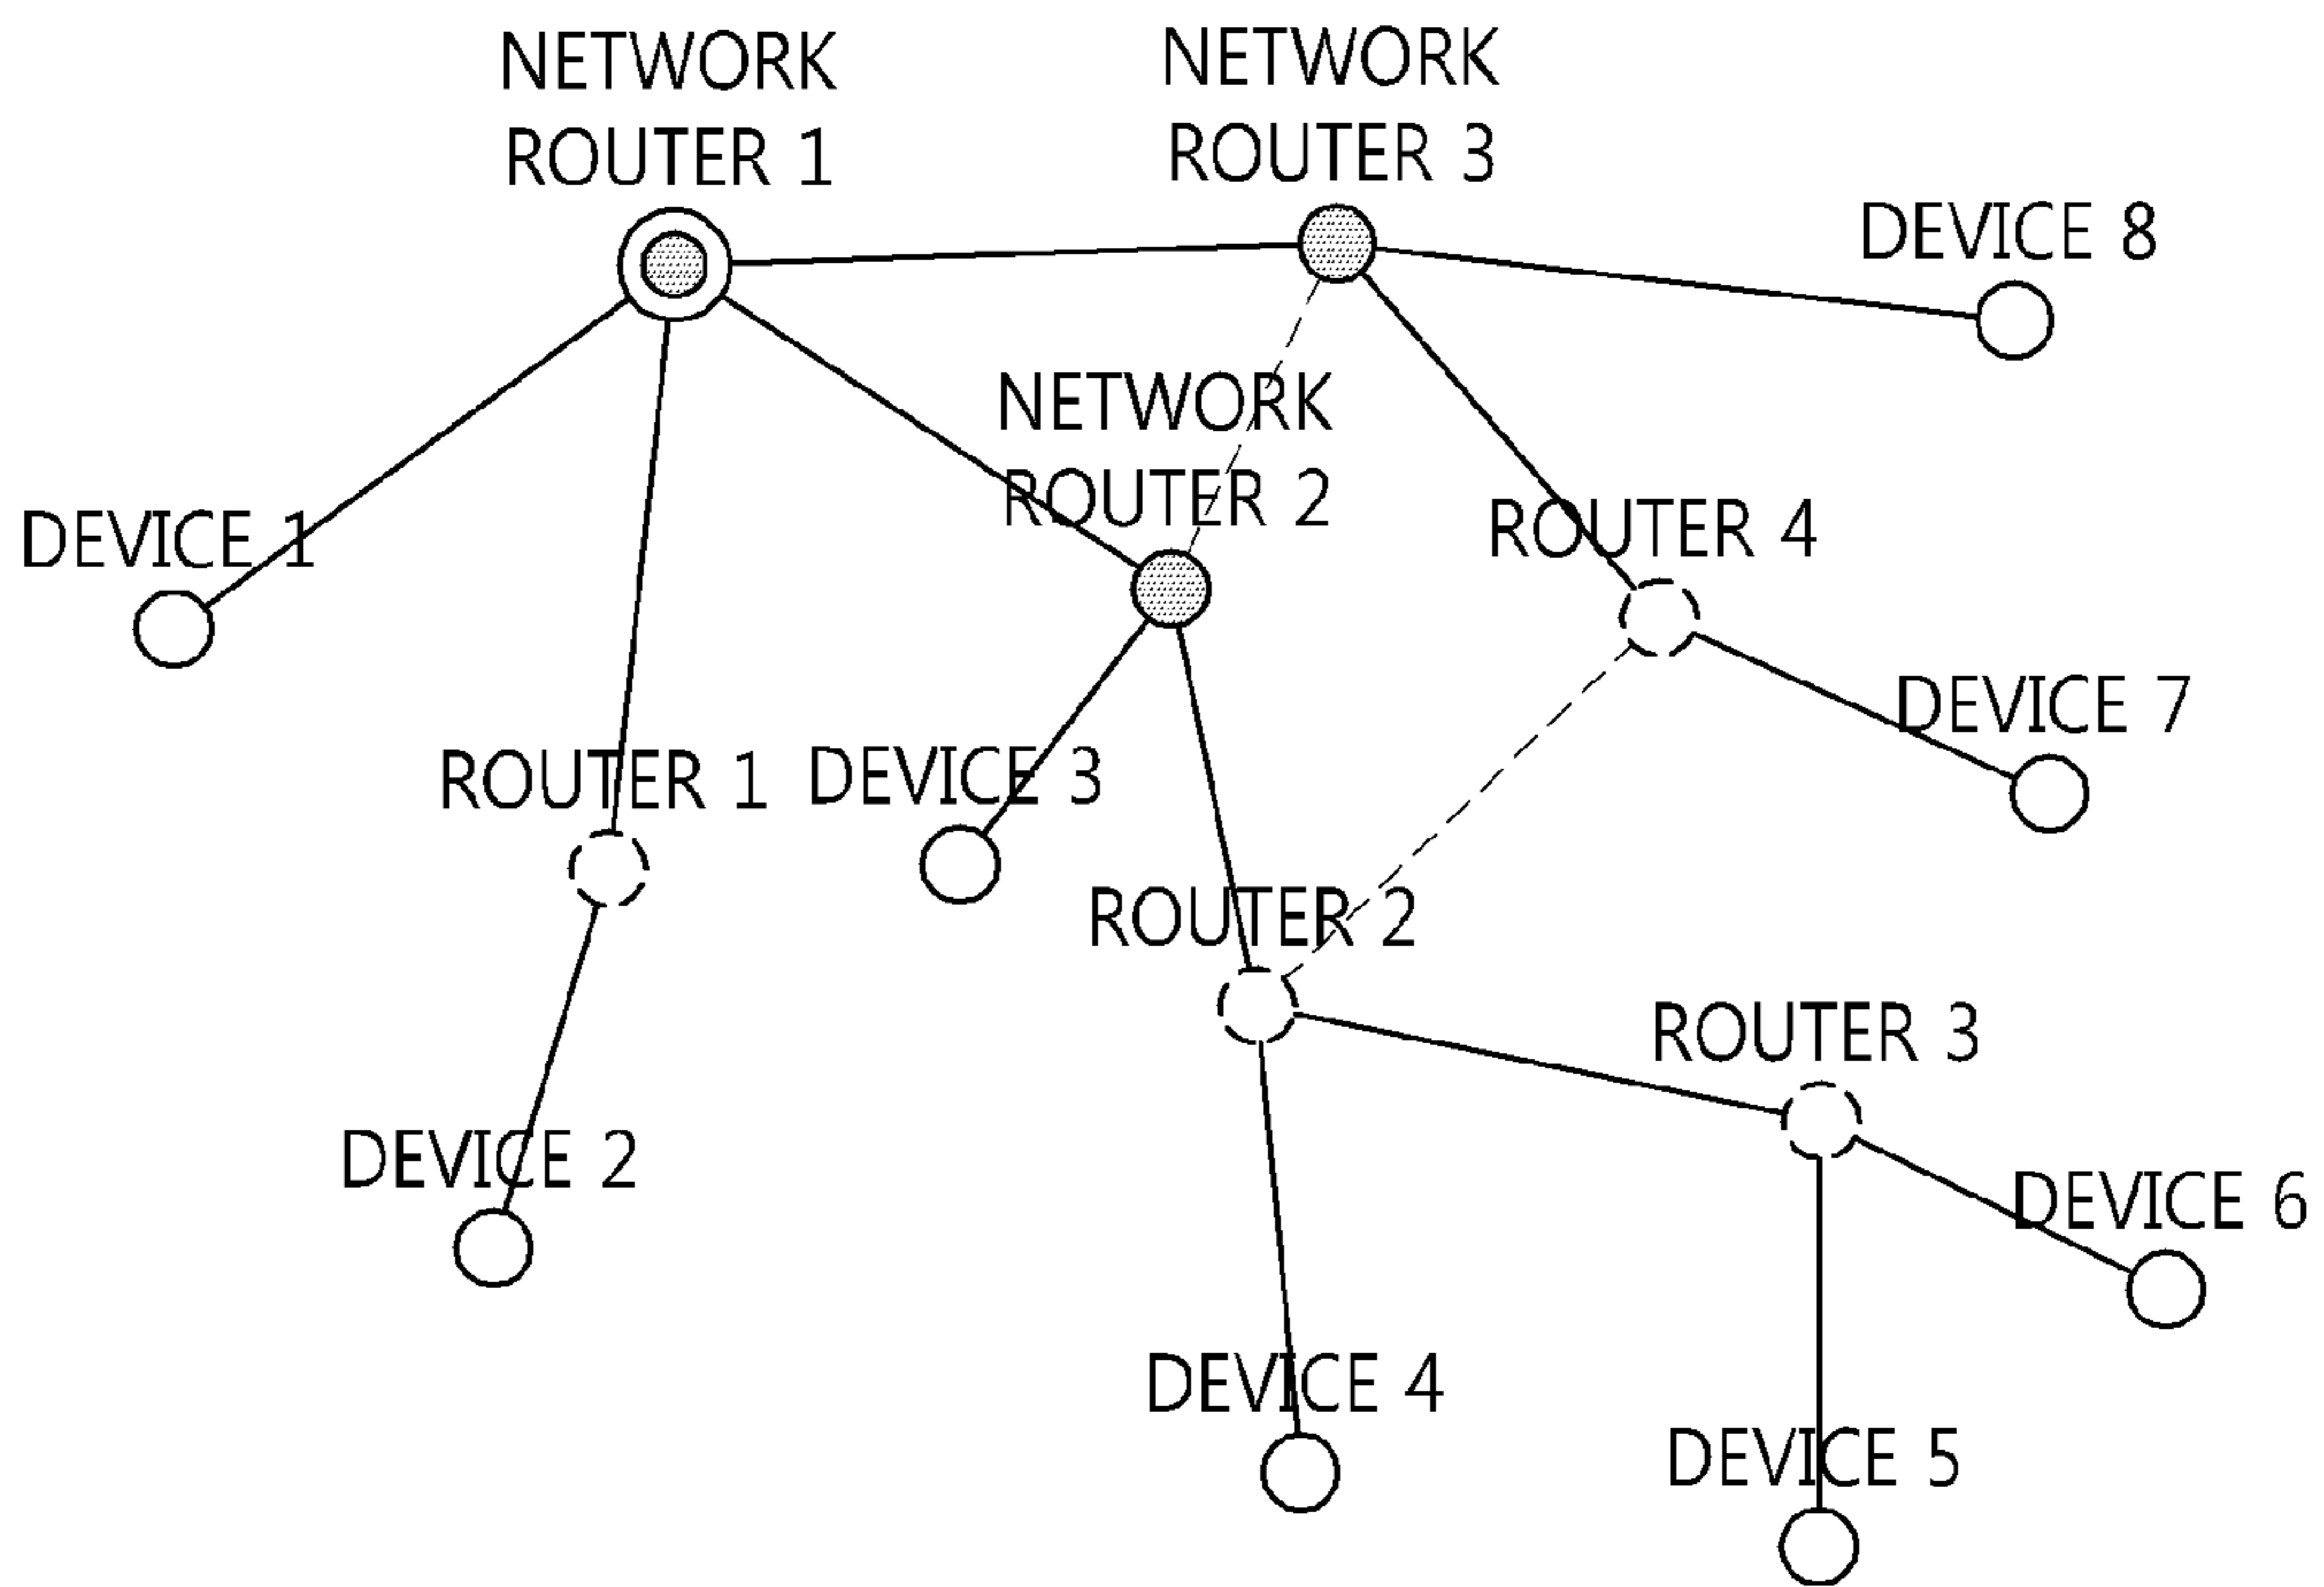 NETWORK
ROUTER 1
NETWORK
ROUTER 3
DEVICE 8
NETWORK
ROUTER 2
ROUTER 4
DEVICE 1
DEVICE 7
ROUTER 1
DEVICE 3
ROUTER 2
ROUTER 3
DEVICE 2
DEVICE 6
DEVICE 4
DEVICE 5